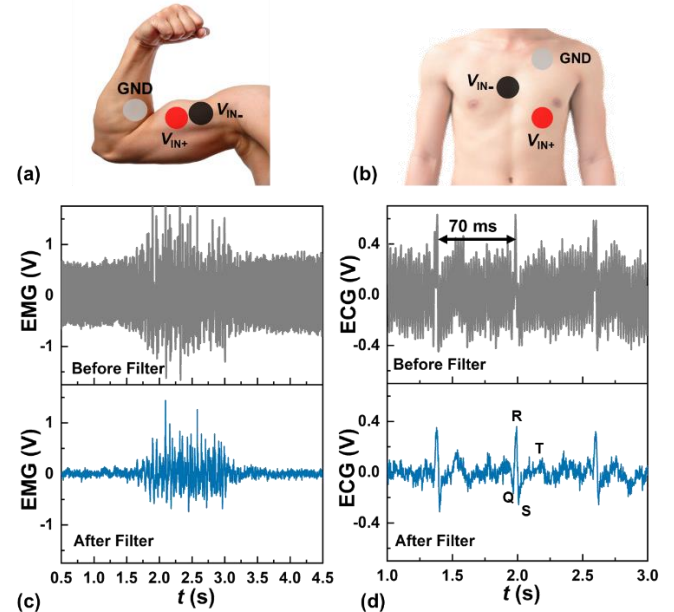 GND
VIN-
VIN+
(a)
GND
VIN-
VIN+
(b)
EMG (V)
1
0
-1
Before Filter
EMG (V)
1
0
-1
After Filter
0.5 1.0 1.5 2.0 2.5 3.0 3.5 4.0 4.5
t (s)
(c)
ECG (V)
0.4
0.0
-0.4
70 ms
Before Filter
ECG (V)
0.4
0.0
-0.4
R
T
Q
S
After Filter
1.0 1.5 2.0 2.5 3.0
t (s)
(d)